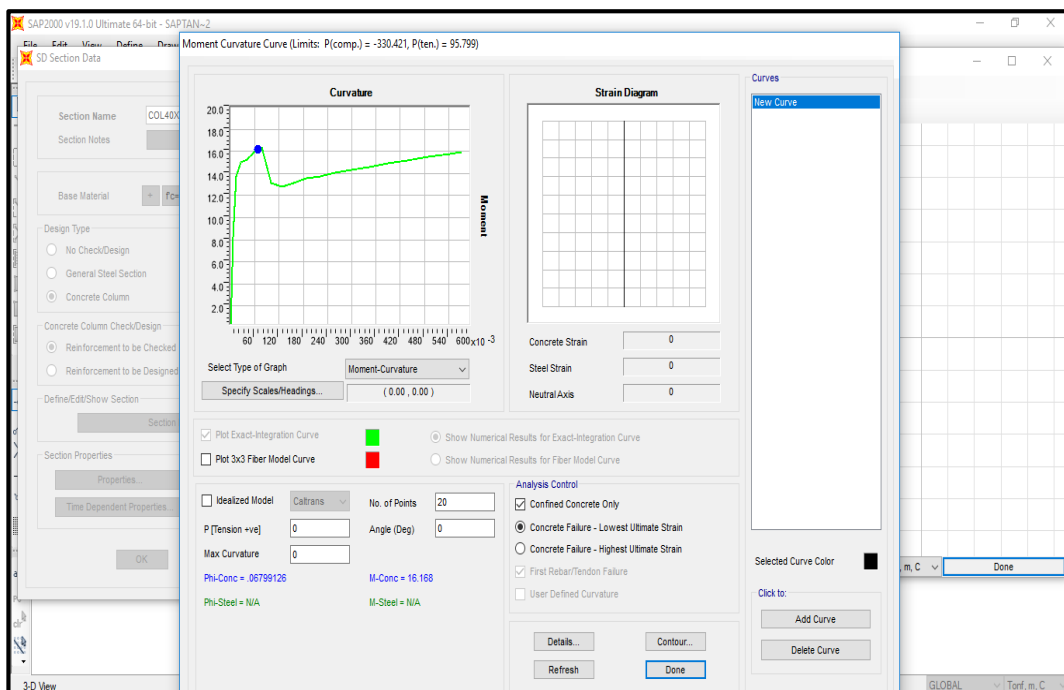 SAP2000 v19.1.0 Ultimate 64-bit - SAPTAN~2
File Edit View Define Draw
SD Section Data
Section Name COL40X
Section Notes
Base Material + f'c=
Design Type
No Check/Design
General Steel Section
Concrete Column
Concrete Column Check/Design
Reinforcement to be Checked
Reinforcement to be Designed
Define/Edit/Show Section
Section
Section Properties
Properties...
Time Dependent Properties...
OK
3-D View
Moment Curvature Curve (Limits: P(comp.) = -330.421, P(ten.) = 95.799)
Curvature
20.0
18.0
16.0
14.0
12.0
10.0
8.0
6.0
4.0
2.0
Moment
60 120 180 240 300 360 420 480 540 600 x10 -3
Select Type of Graph Moment-Curvature
Specify Scales/Headings... ( 0.00 , 0.00 )
Strain Diagram
Concrete Strain 0
Steel Strain 0
Neutral Axis 0
Plot Exact-Integration Curve
Show Numerical Results for Exact-Integration Curve
Plot 3x3 Fiber Model Curve
Show Numerical Results for Fiber Model Curve
Idealized Model Caltrans No. of Points 20
P [Tension +ve] 0 Angle (Deg) 0
Max Curvature 0
Phi-Conc = .06799126 M-Conc = 16.168
Phi-Steel = N/A M-Steel = N/A
Analysis Control
Confined Concrete Only
Concrete Failure - Lowest Ultimate Strain
Concrete Failure - Highest Ultimate Strain
First Rebar/Tendon Failure
User Defined Curvature
Details... Contour...
Refresh Done
Curves
New Curve
Selected Curve Color
Click to:
Add Curve
Delete Curve
, m, C Done
GLOBAL Tonf, m, C